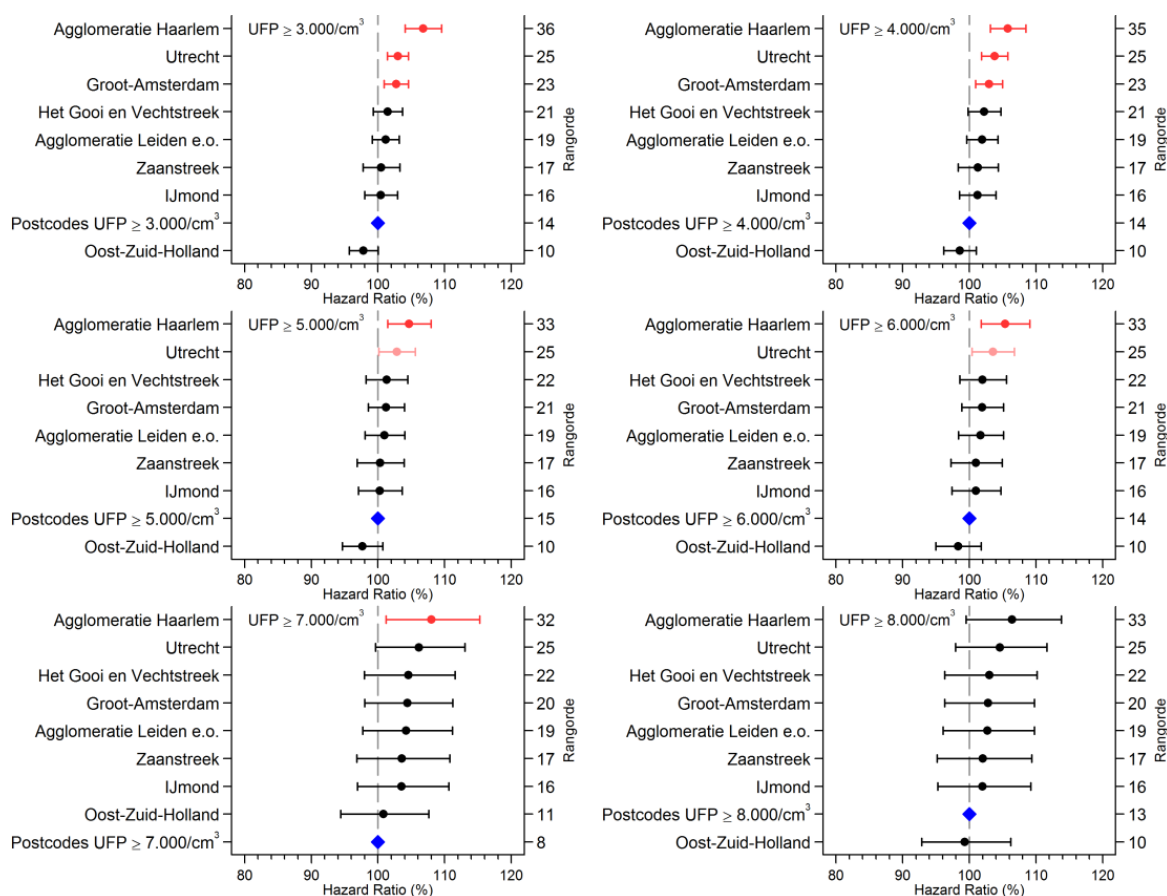 UFP ≥ 3.000/cm³
Agglomeratie Haarlem 36
Utrecht 25
Groot-Amsterdam 23
Het Gooi en Vechtstreek 21
Agglomeratie Leiden e.o. 19
Zaanstreek 17
IJmond 16
Postcodes UFP ≥ 3.000/cm³ 14
Oost-Zuid-Holland 10
Rangorde
80 90 100 110 120
Hazard Ratio (%)
UFP ≥ 4.000/cm³
Agglomeratie Haarlem 35
Utrecht 25
Groot-Amsterdam 23
Het Gooi en Vechtstreek 21
Agglomeratie Leiden e.o. 19
Zaanstreek 17
IJmond 16
Postcodes UFP ≥ 4.000/cm³ 14
Oost-Zuid-Holland 10
Rangorde
80 90 100 110 120
Hazard Ratio (%)
UFP ≥ 5.000/cm³
Agglomeratie Haarlem 33
Utrecht 25
Het Gooi en Vechtstreek 22
Groot-Amsterdam 21
Agglomeratie Leiden e.o. 19
Zaanstreek 17
IJmond 16
Postcodes UFP ≥ 5.000/cm³ 15
Oost-Zuid-Holland 10
Rangorde
80 90 100 110 120
Hazard Ratio (%)
UFP ≥ 6.000/cm³
Agglomeratie Haarlem 33
Utrecht 25
Het Gooi en Vechtstreek 22
Groot-Amsterdam 21
Agglomeratie Leiden e.o. 19
Zaanstreek 17
IJmond 16
Postcodes UFP ≥ 6.000/cm³ 14
Oost-Zuid-Holland 10
Rangorde
80 90 100 110 120
Hazard Ratio (%)
UFP ≥ 7.000/cm³
Agglomeratie Haarlem 32
Utrecht 25
Het Gooi en Vechtstreek 22
Groot-Amsterdam 20
Agglomeratie Leiden e.o. 19
Zaanstreek 17
IJmond 16
Oost-Zuid-Holland 11
Postcodes UFP ≥ 7.000/cm³ 8
Rangorde
80 90 100 110 120
Hazard Ratio (%)
UFP ≥ 8.000/cm³
Agglomeratie Haarlem 33
Utrecht 25
Het Gooi en Vechtstreek 22
Groot-Amsterdam 20
Agglomeratie Leiden e.o. 19
Zaanstreek 17
IJmond 16
Postcodes UFP ≥ 8.000/cm³ 13
Oost-Zuid-Holland 10
Rangorde
80 90 100 110 120
Hazard Ratio (%)